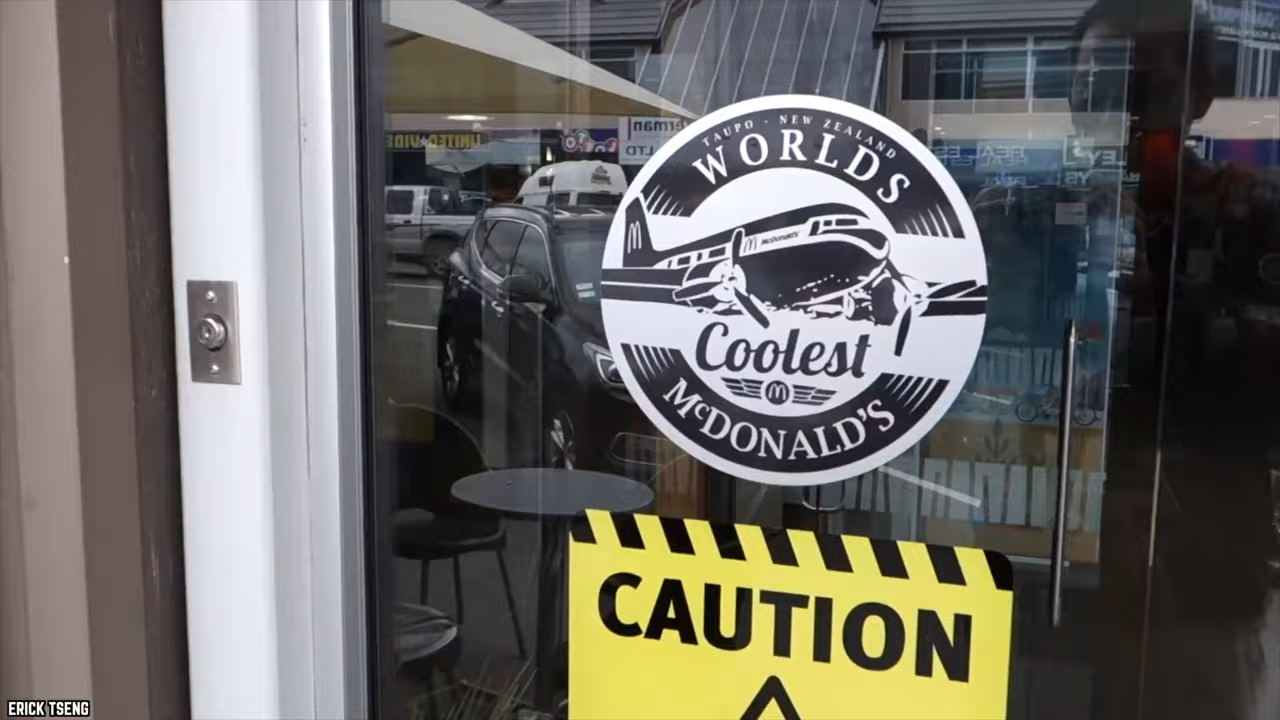 TAUPO · NEW ZEALAND
WORLDS
McDonald's
Coolest
McDONALD'S
CAUTION
ERICK TSENG